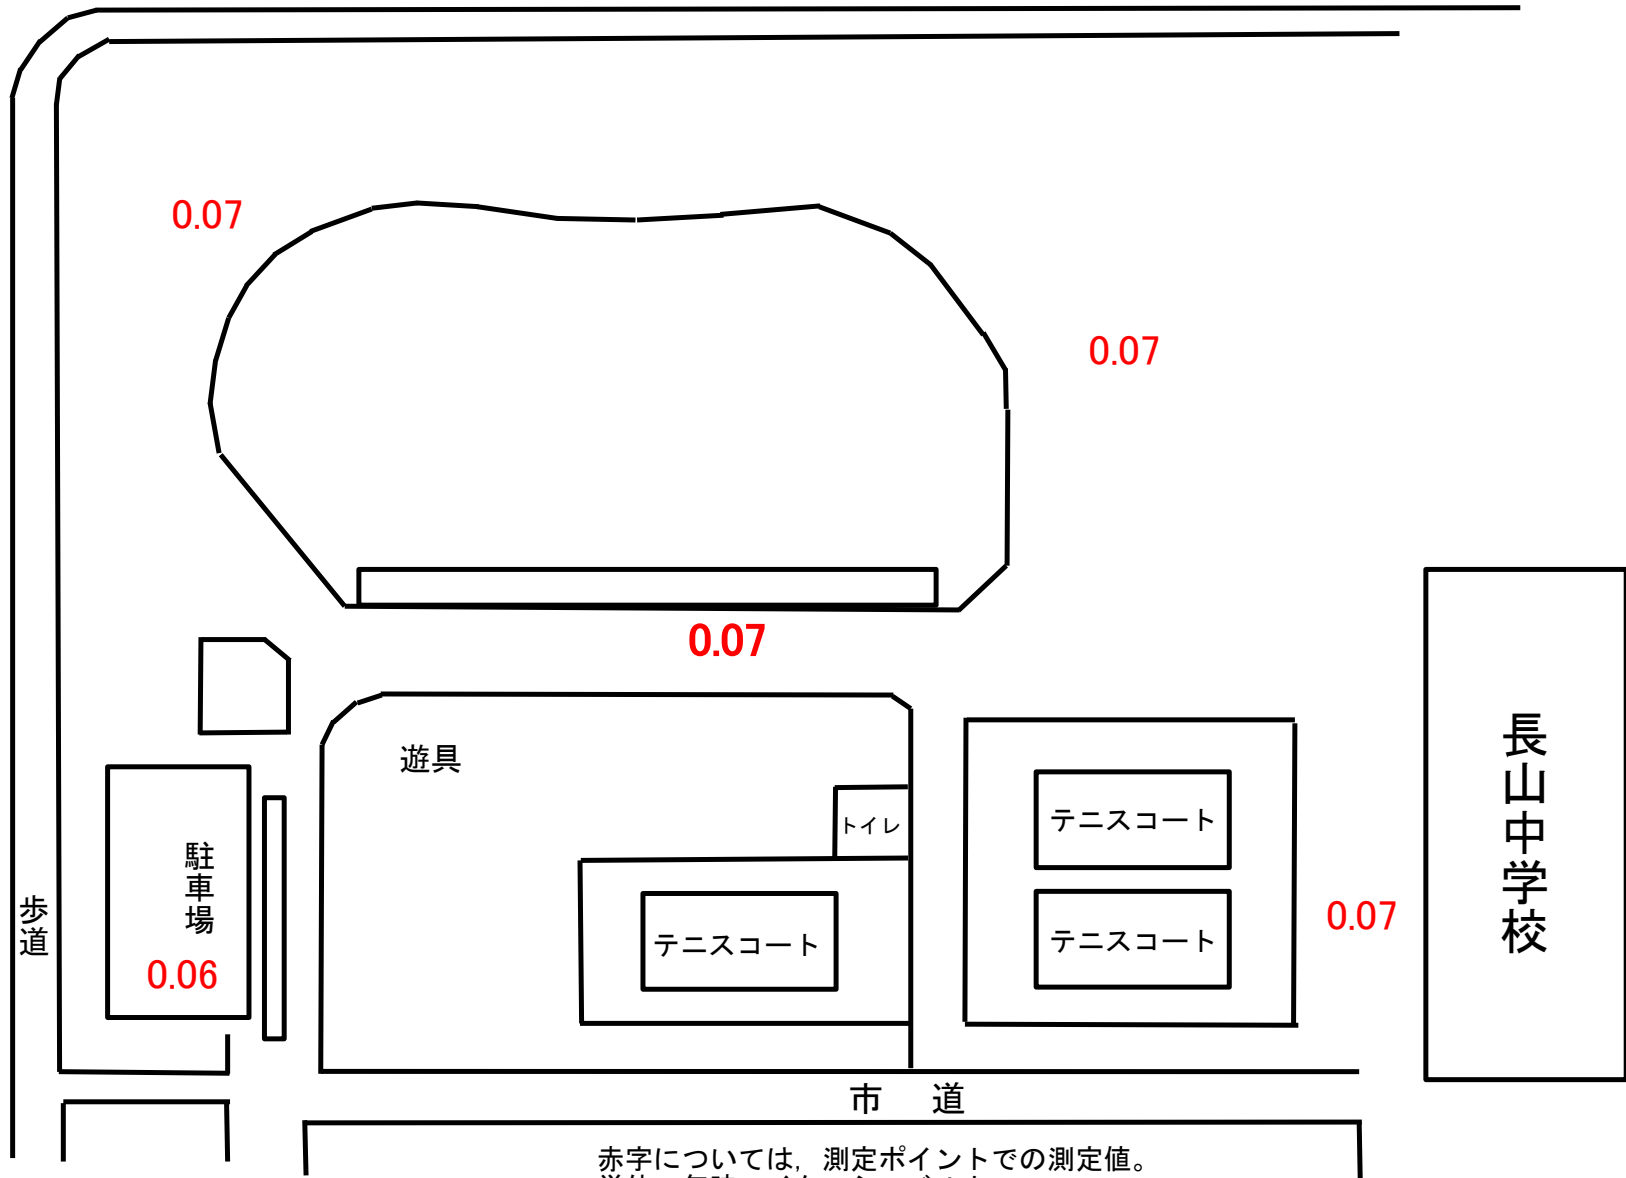 0.07
0.07
0.07
遊具
トイレ
テニスコート
駐車場
歩道
テニスコート
テニスコート
0.07
0.06
長山中学校
市 道
赤字については, 測定ポイントでの測定値。